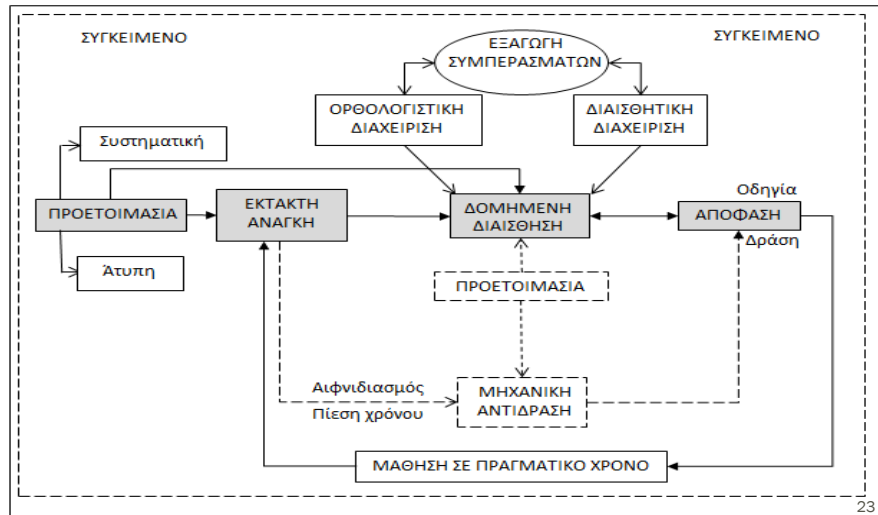 ΣΥΓΚΕΙΜΕΝΟ
ΕΞΑΓΩΓΗ
ΣΥΜΠΕΡΑΣΜΑΤΩΝ
ΣΥΓΚΕΙΜΕΝΟ
ΟΡΘΟΛΟΓΙΣΤΙΚΗ
ΔΙΑΧΕΙΡΙΣΗ
ΔΙΑΙΣΘΗΤΙΚΗ
ΔΙΑΧΕΙΡΙΣΗ
Συστηματική
ΠΡΟΕΤΟΙΜΑΣΙΑ
ΕΚΤΑΚΤΗ
ΑΝΑΓΚΗ
ΔΟΜΗΜΕΝΗ
ΔΙΑΙΣΘΗΣΗ
Οδηγία
ΑΠΟΦΑΣΗ
Δράση
Άτυπη
ΠΡΟΕΤΟΙΜΑΣΙΑ
Αιφνιδιασμός
Πίεση χρόνου
ΜΗΧΑΝΙΚΗ
ΑΝΤΙΔΡΑΣΗ
ΜΑΘΗΣΗ ΣΕ ΠΡΑΓΜΑΤΙΚΟ ΧΡΟΝΟ
23